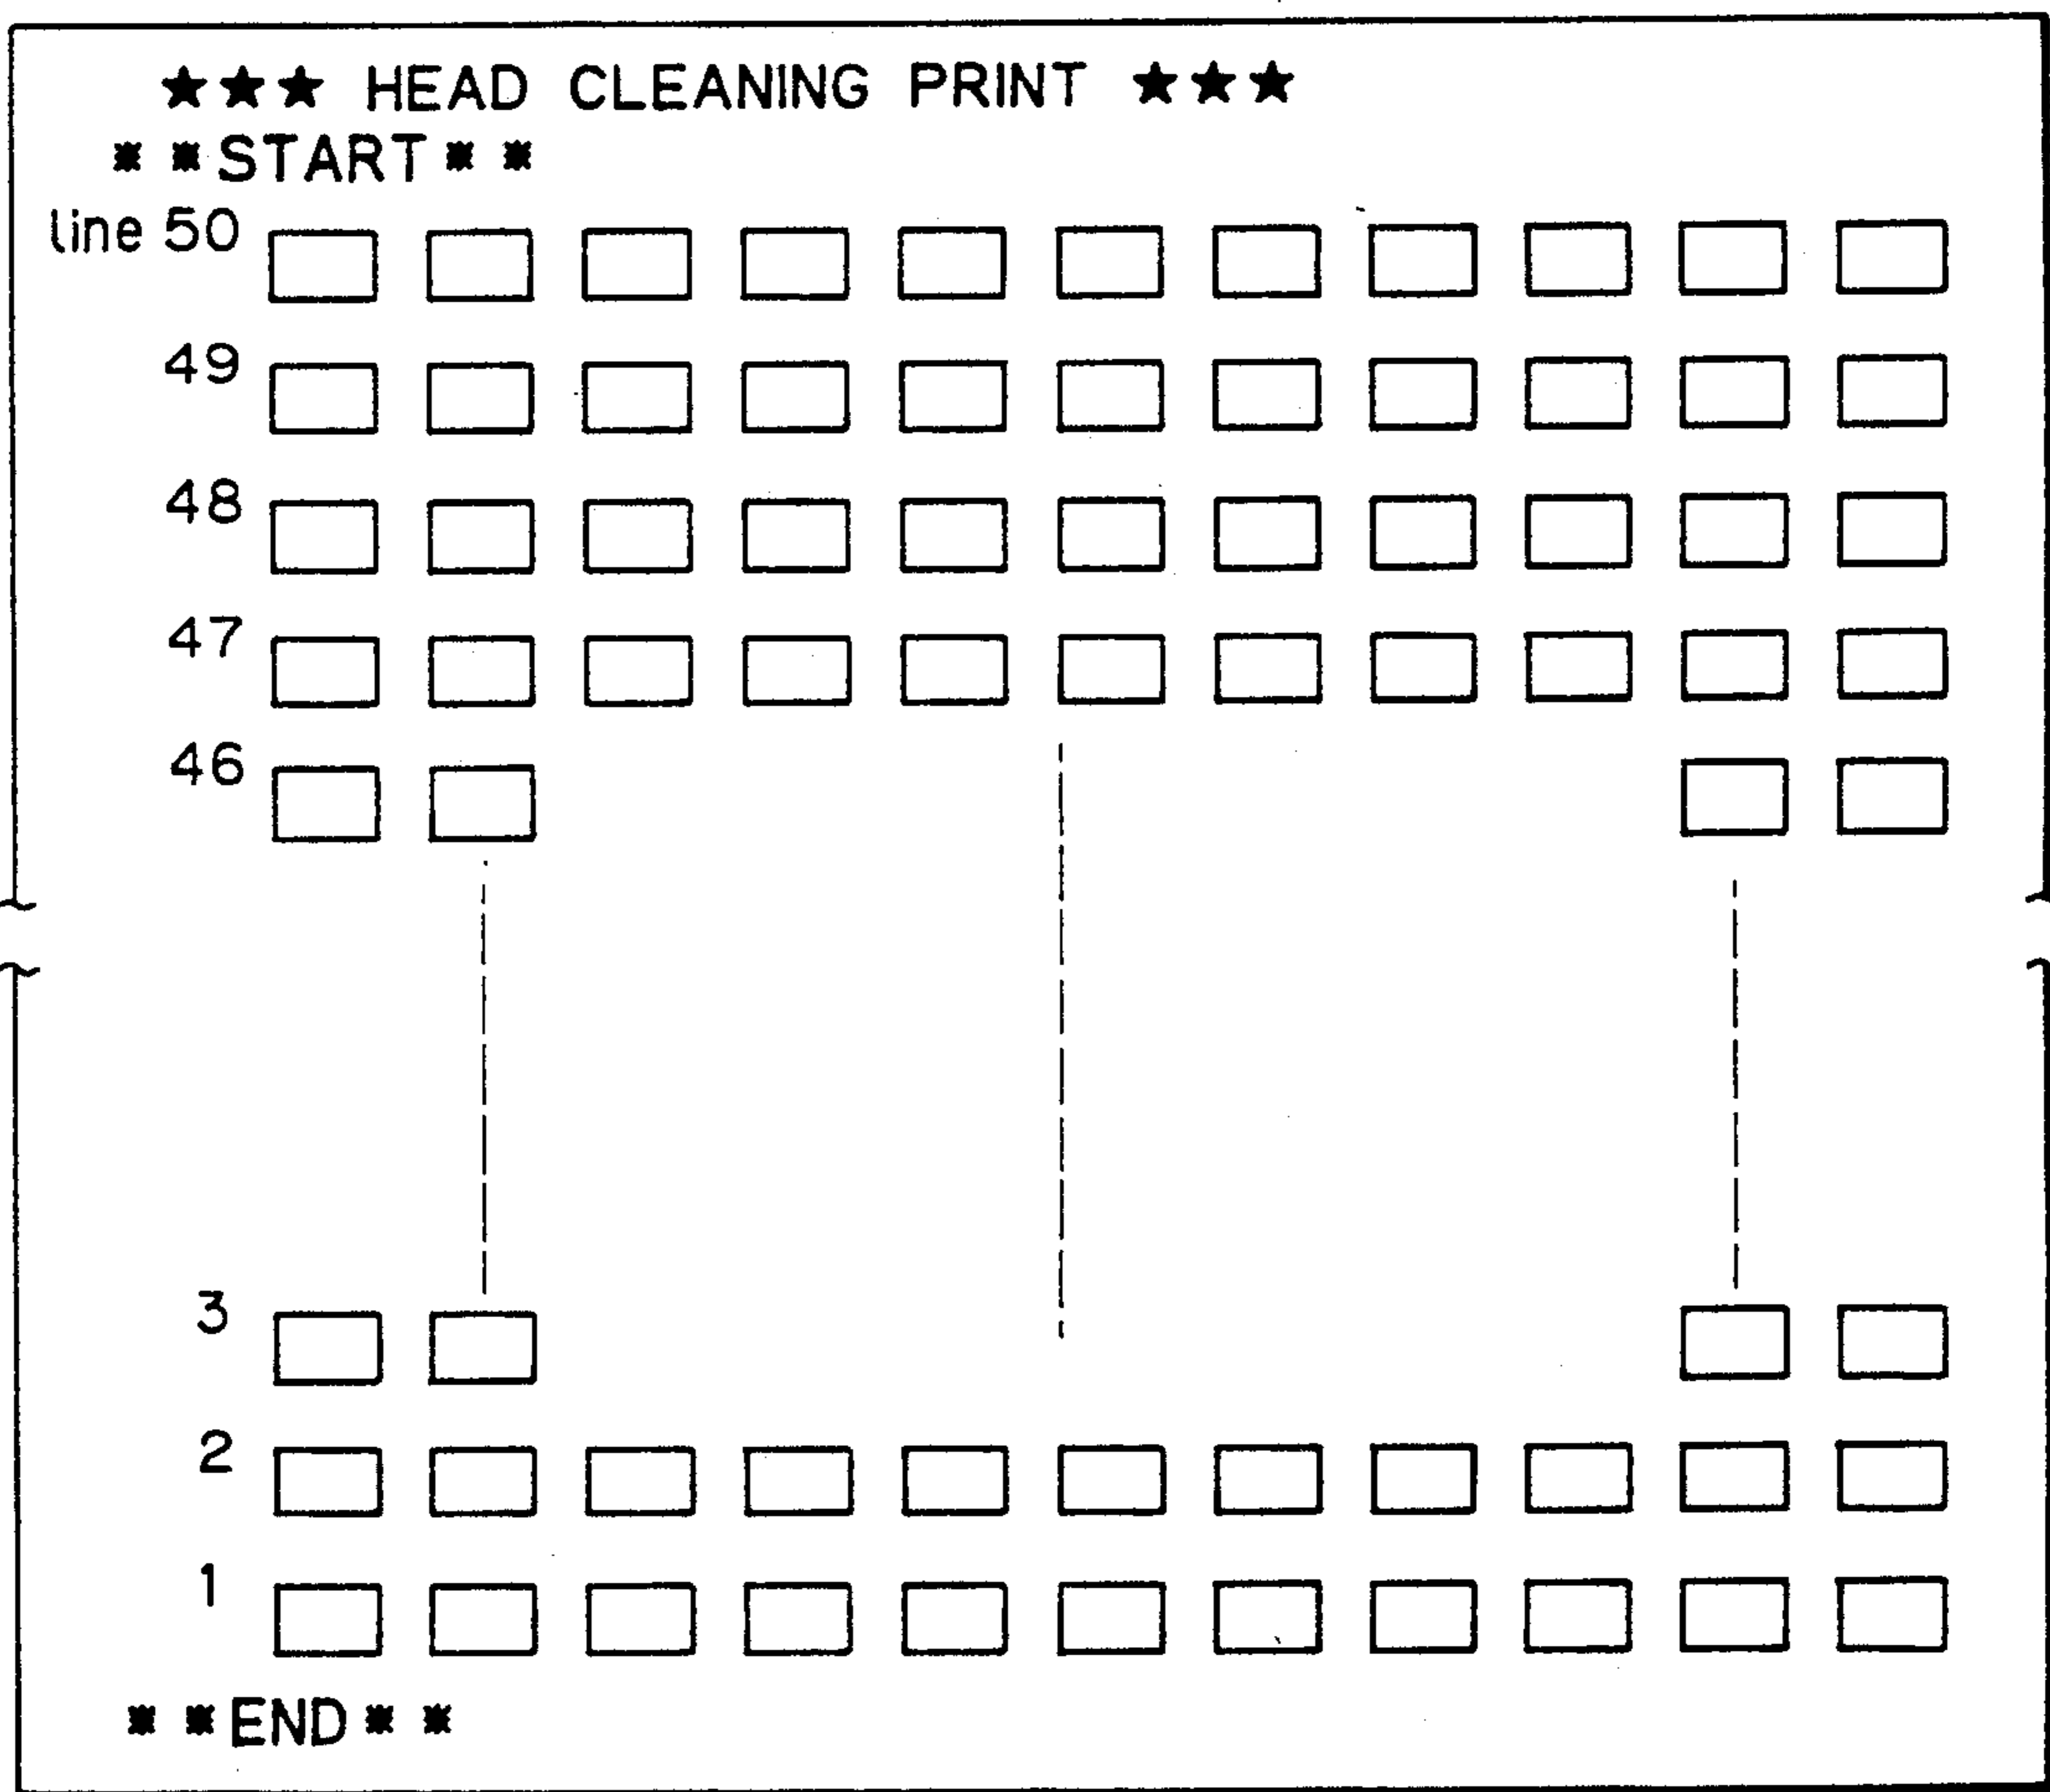 ★★★ HEAD CLEANING PRINT ★★★
**START**
line 50
49
48
47
46
3
2
1
**END**